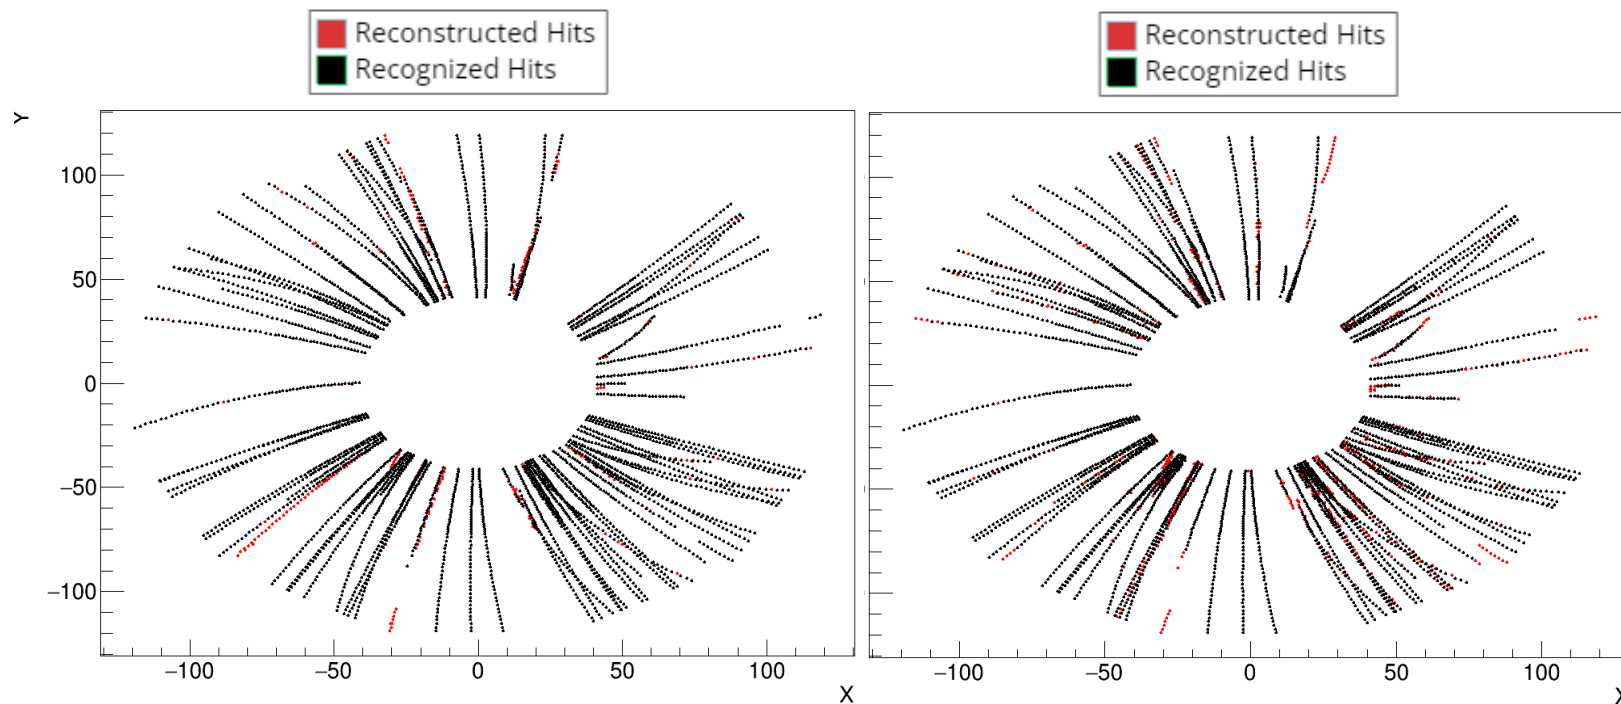 Reconstructed Hits
Recognized Hits
Reconstructed Hits
Recognized Hits
Y
100
50
0
−50
−100
−100 −50 0 50 100
X
−100 −50 0 50 100
X